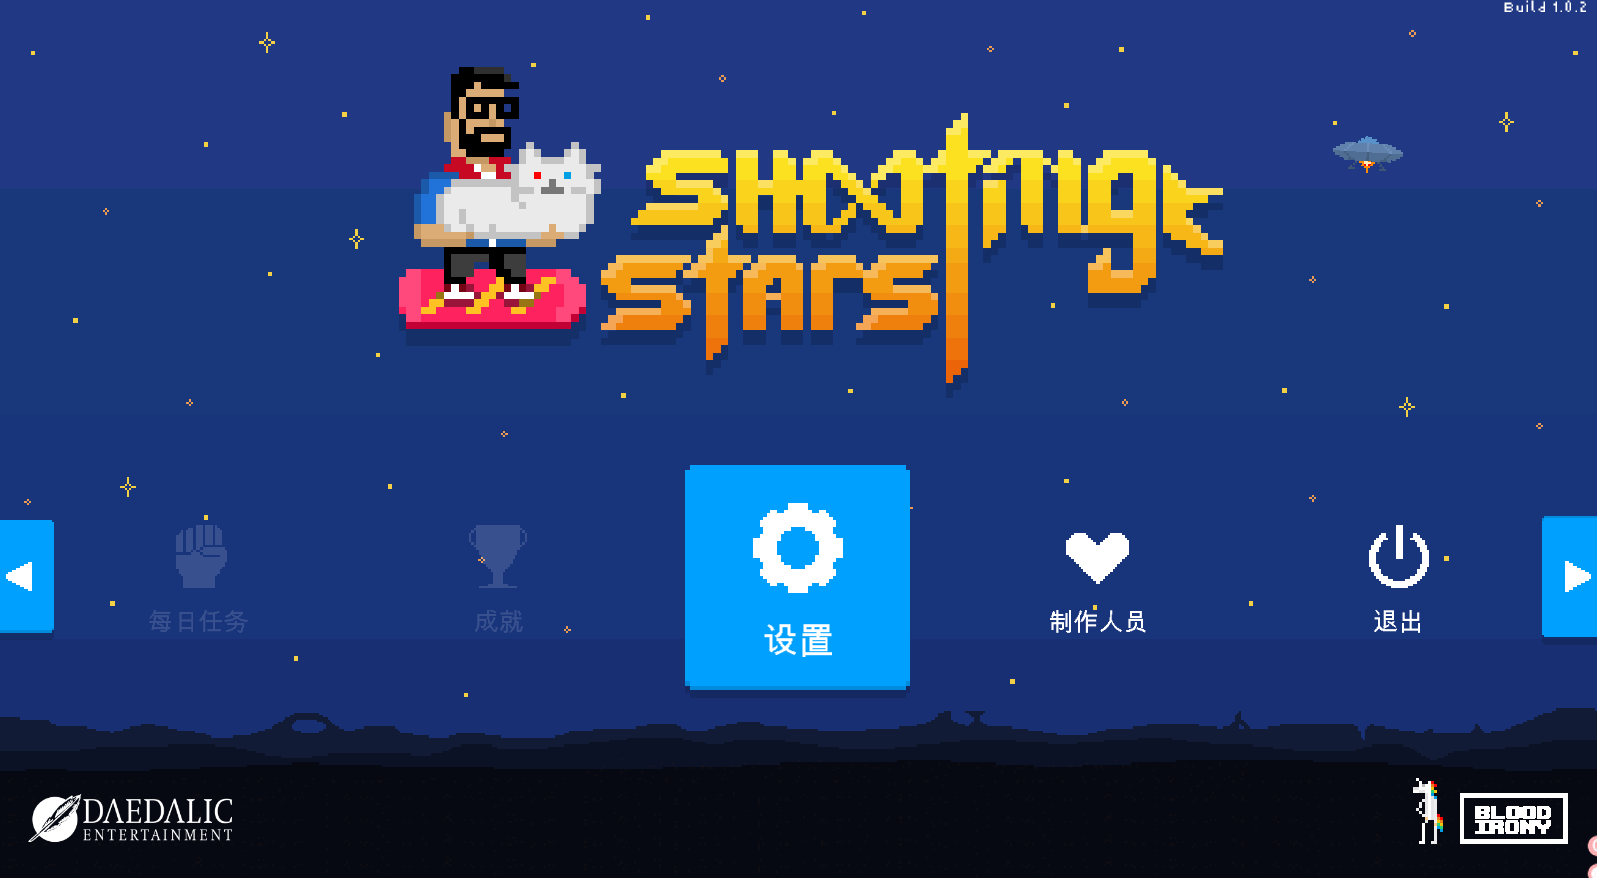 Build 1.0.2
SHOOTING
STARS
每日任务
成就
设置
制作人员
退出
DAEDALIC
ENTERTAINMENT
BLOOD
IRONY